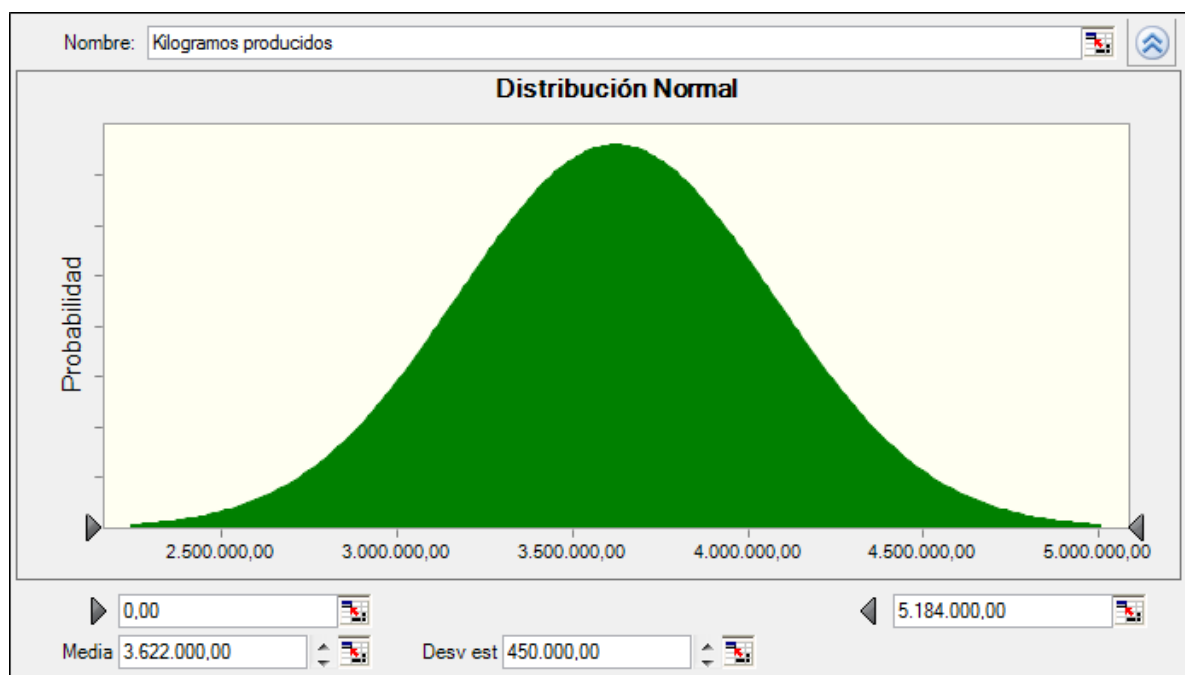 Nombre: Kilogramos producidos
Distribución Normal
Probabilidad
2.500.000,00 3.000.000,00 3.500.000,00 4.000.000,00 4.500.000,00 5.000.000,00
0,00 5.184.000,00
Media 3.622.000,00 Desv est 450.000,00